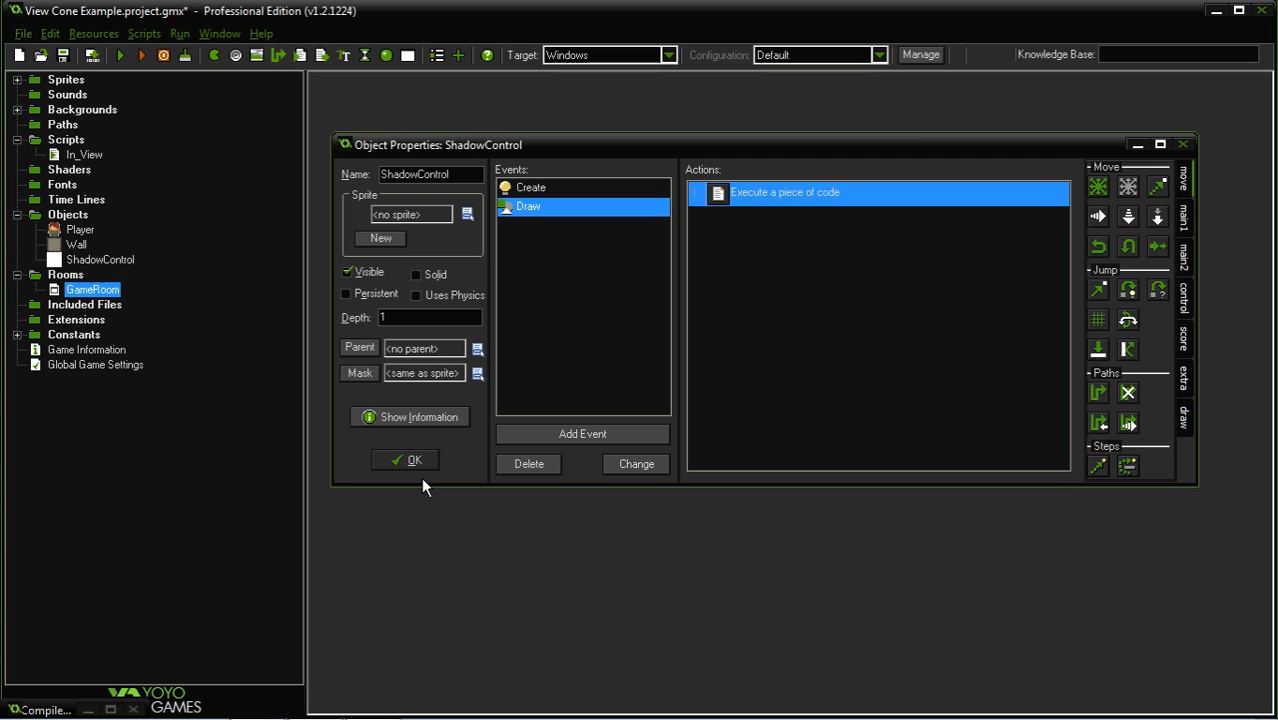 View Cone Example.project.gmx* - Professional Edition (v1.2.1224)
File Edit Resources Scripts Run Window Help
Target: Windows Configuration: Default Manage Knowledge Base:
Sprites
Sounds
Backgrounds
Paths
Scripts
In_View
Shaders
Fonts
Time Lines
Objects
Player
Wall
ShadowControl
Rooms
GameRoom
Included Files
Extensions
Constants
Game Information
Global Game Settings
YOYO
GAMES
Compile...
Object Properties: ShadowControl
Name: ShadowControl
Sprite
<no sprite>
New
Visible Solid
Persistent Uses Physics
Depth: 1
Parent <no parent>
Mask <same as sprite>
Show Information
OK
Events:
Create
Draw
Add Event
Delete Change
Actions:
1 Execute a piece of code
Move
Jump
Paths
Steps
move
main1
main2
control
score
extra
draw